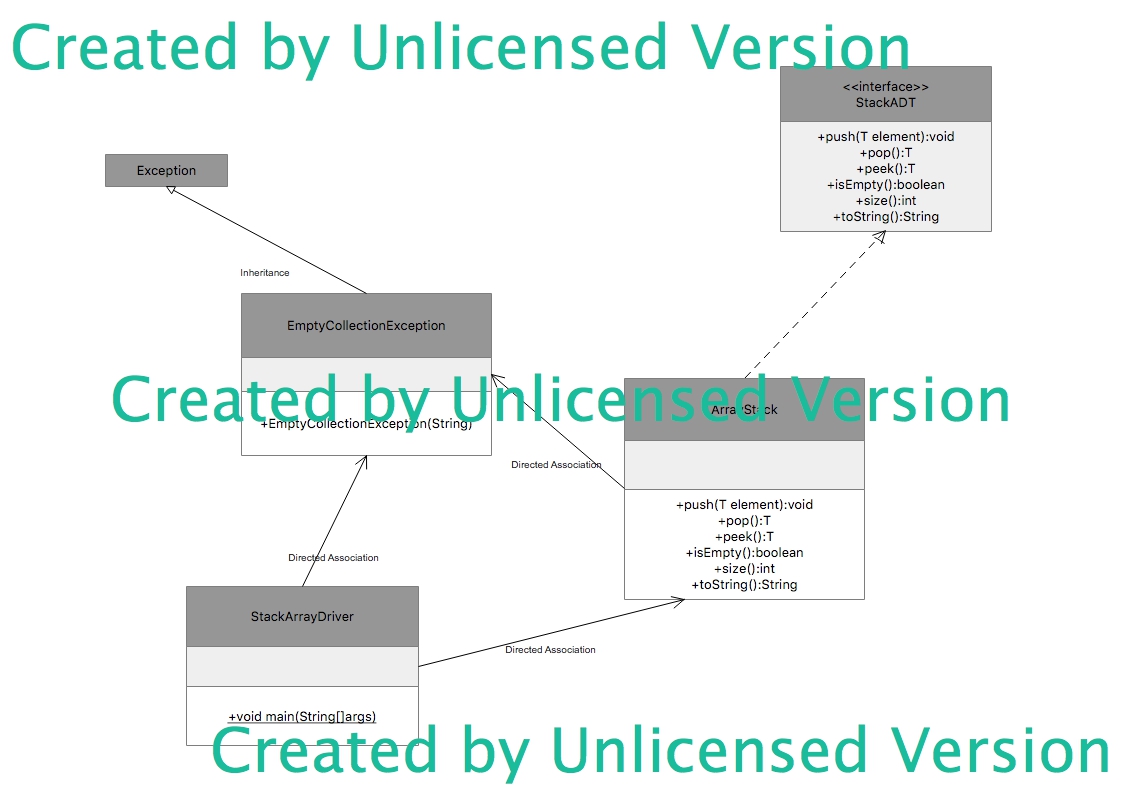 Created by Unlicensed Version
<<interface>>
StackADT
+push(T element):void
+pop():T
+peek():T
+isEmpty():boolean
+size():int
+toString():String
Exception
Inheritance
EmptyCollectionException
+EmptyCollectionException(String)
Created by Unlicensed Version
ArrayStack
Directed Association
+push(T element):void
+pop():T
+peek():T
+isEmpty():boolean
+size():int
+toString():String
Directed Association
StackArrayDriver
Directed Association
+void main(String[]args)
Created by Unlicensed Version